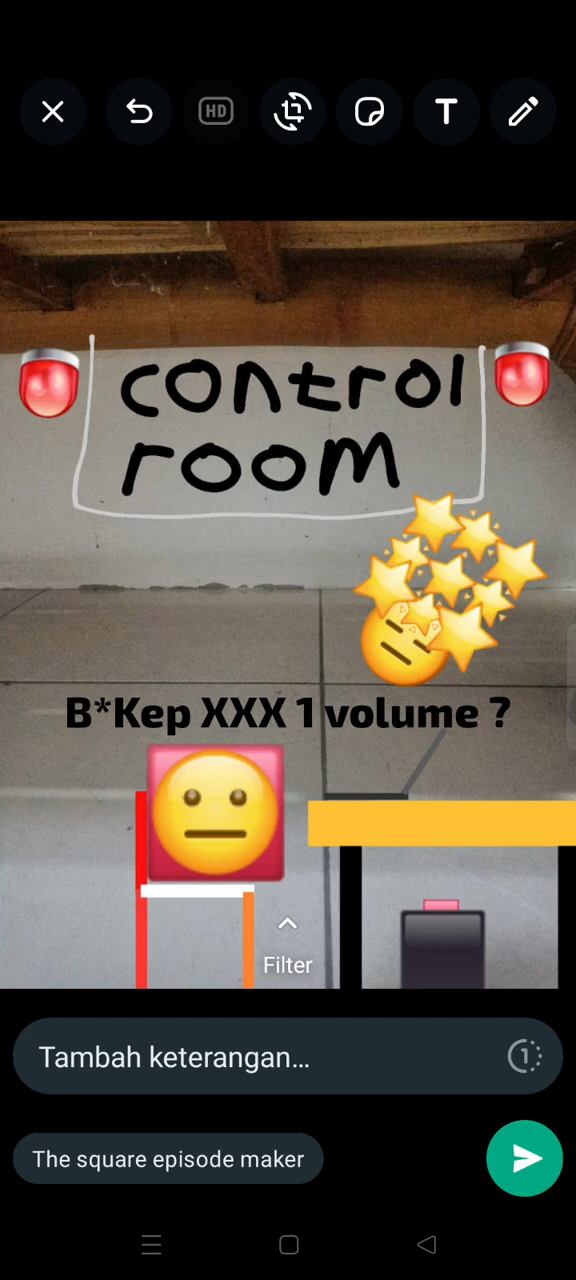 HD
T
control
room
B*Kep XXX 1 volume ?
Filter
Tambah keterangan...
1
The square episode maker